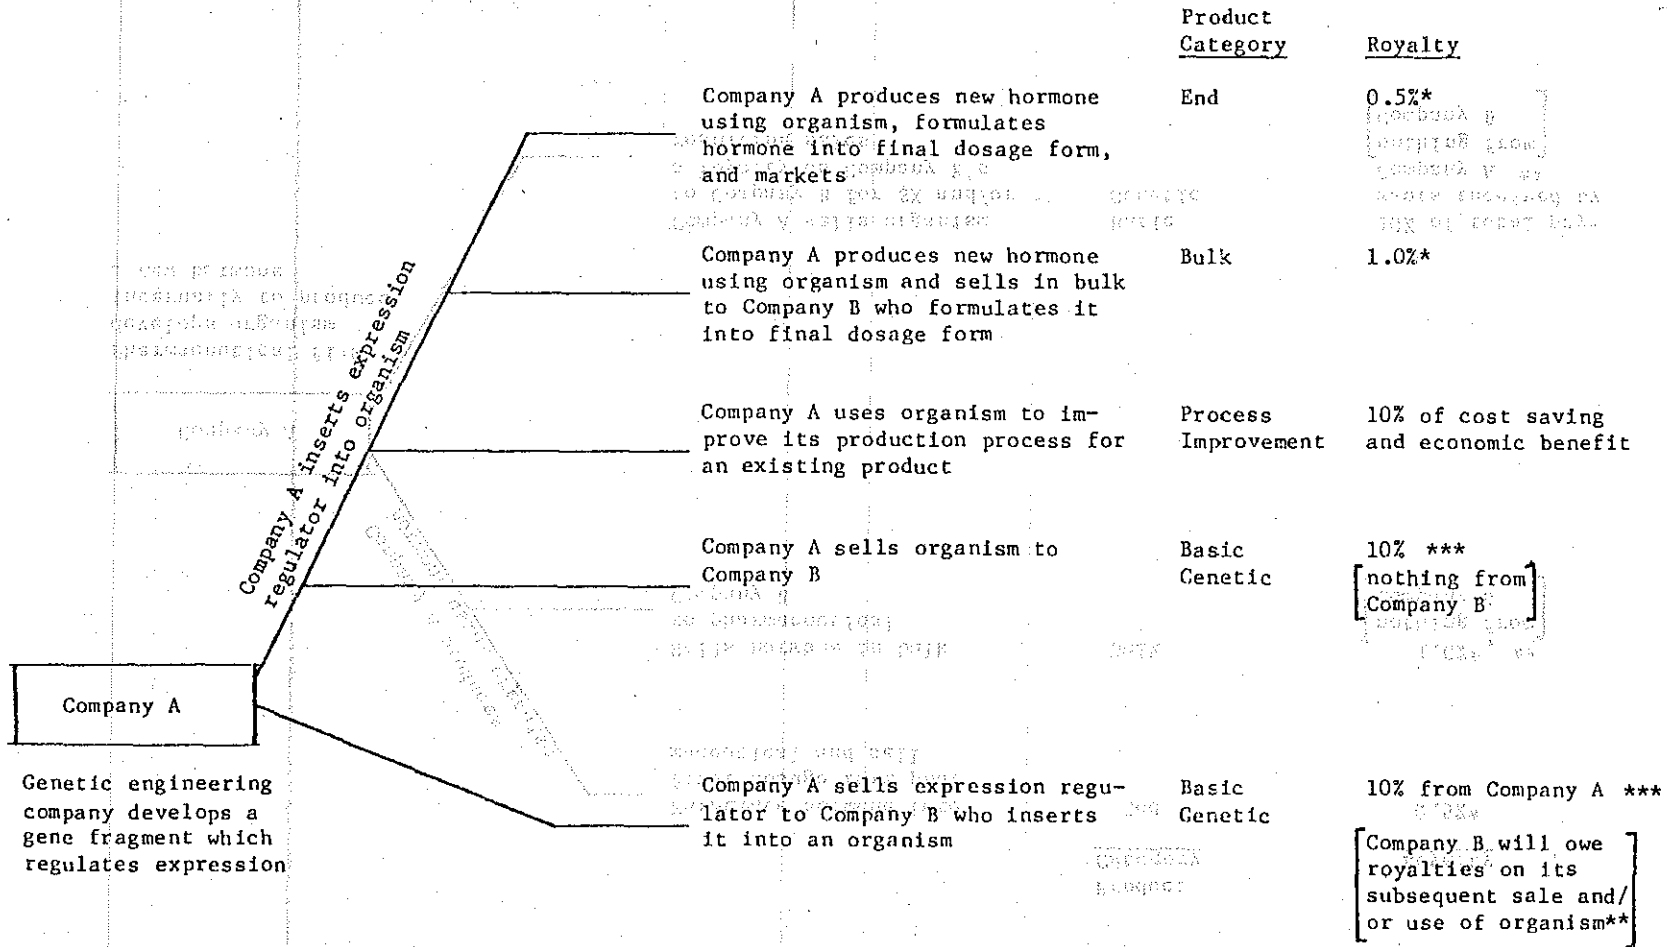 Product
Category Royalty
Company A produces new hormone End 0.5%*
using organism, formulates
hormone into final dosage form,
and markets
Company A produces new hormone Bulk 1.0%*
using organism and sells in bulk
to Company B who formulates it
into final dosage form
Company A inserts expression
regulator into organism
Company A uses organism to im- Process 10% of cost saving
prove its production process for Improvement and economic benefit
an existing product
Company A sells organism to Basic 10% ***
Company B Genetic [nothing from
Company B]
Company A
Genetic engineering
company develops a
gene fragment which
regulates expression
Company A sells expression regu- Basic 10% from Company A ***
lator to Company B who inserts Genetic
it into an organism
[Company B will owe
royalties on its
subsequent sale and/
or use of organism**]